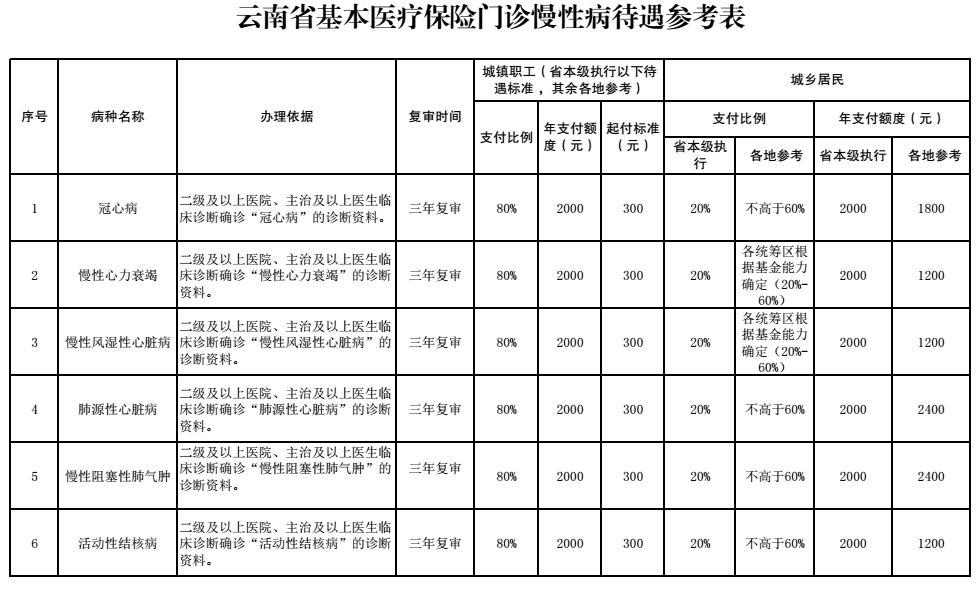 云南省基本医疗保险门诊慢性病待遇参考表
序号
病种名称
办理依据
复审时间
城镇职工（省本级执行以下待
遇标准，其余各地参考）
城乡居民
支付比例
年支付额
度（元）
起付标准
（元）
支付比例
年支付额度（元）
省本级执
行
各地参考
省本级执行
各地参考
1
冠心病
二级及以上医院、主治及以上医生临
床诊断确诊“冠心病”的诊断资料。
三年复审
80%
2000
300
20%
不高于60%
2000
1800
2
慢性心力衰竭
二级及以上医院、主治及以上医生临
床诊断确诊“慢性心力衰竭”的诊断
资料。
三年复审
80%
2000
300
20%
各统筹区根
据基金能力
确定（20%-
60%）
2000
1200
3
慢性风湿性心脏病
二级及以上医院、主治及以上医生临
床诊断确诊“慢性风湿性心脏病”的
诊断资料。
三年复审
80%
2000
300
20%
各统筹区根
据基金能力
确定（20%-
60%）
2000
1200
4
肺源性心脏病
二级及以上医院、主治及以上医生临
床诊断确诊“肺源性心脏病”的诊断
资料。
三年复审
80%
2000
300
20%
不高于60%
2000
2400
5
慢性阻塞性肺气肿
二级及以上医院、主治及以上医生临
床诊断确诊“慢性阻塞性肺气肿”的
诊断资料。
三年复审
80%
2000
300
20%
不高于60%
2000
2400
6
活动性结核病
二级及以上医院、主治及以上医生临
床诊断确诊“活动性结核病”的诊断
资料。
三年复审
80%
2000
300
20%
不高于60%
2000
1200